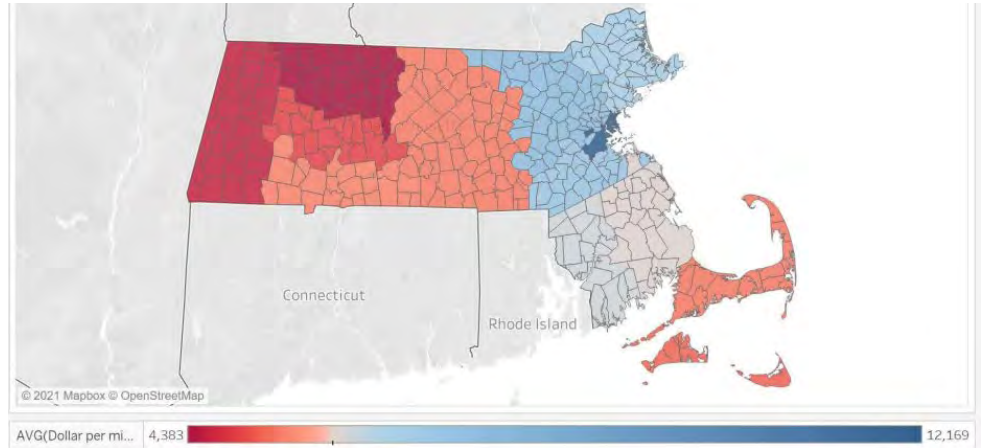 Connecticut
Rhode Island
© 2021 Mapbox © OpenStreetMap
AVG(Dollar per mi... 4,383 12,169